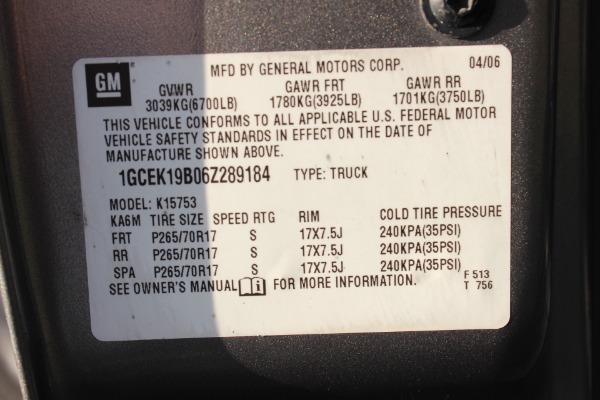 GM
MFD BY GENERAL MOTORS CORP. 04/06
GVWR GAWR FRT GAWR RR
3039KG(6700LB) 1780KG(3925LB) 1701KG(3750LB)
THIS VEHICLE CONFORMS TO ALL APPLICABLE U.S. FEDERAL MOTOR
VEHICLE SAFETY STANDARDS IN EFFECT ON THE DATE OF
MANUFACTURE SHOWN ABOVE.
1GCEK19B06Z289184 TYPE: TRUCK
MODEL: K15753
KA6M TIRE SIZE SPEED RTG RIM COLD TIRE PRESSURE
FRT P265/70R17 S 17X7.5J 240KPA(35PSI)
RR P265/70R17 S 17X7.5J 240KPA(35PSI)
SPA P265/70R17 S 17X7.5J 240KPA(35PSI)
SEE OWNER'S MANUAL i FOR MORE INFORMATION.
F 513
T 756